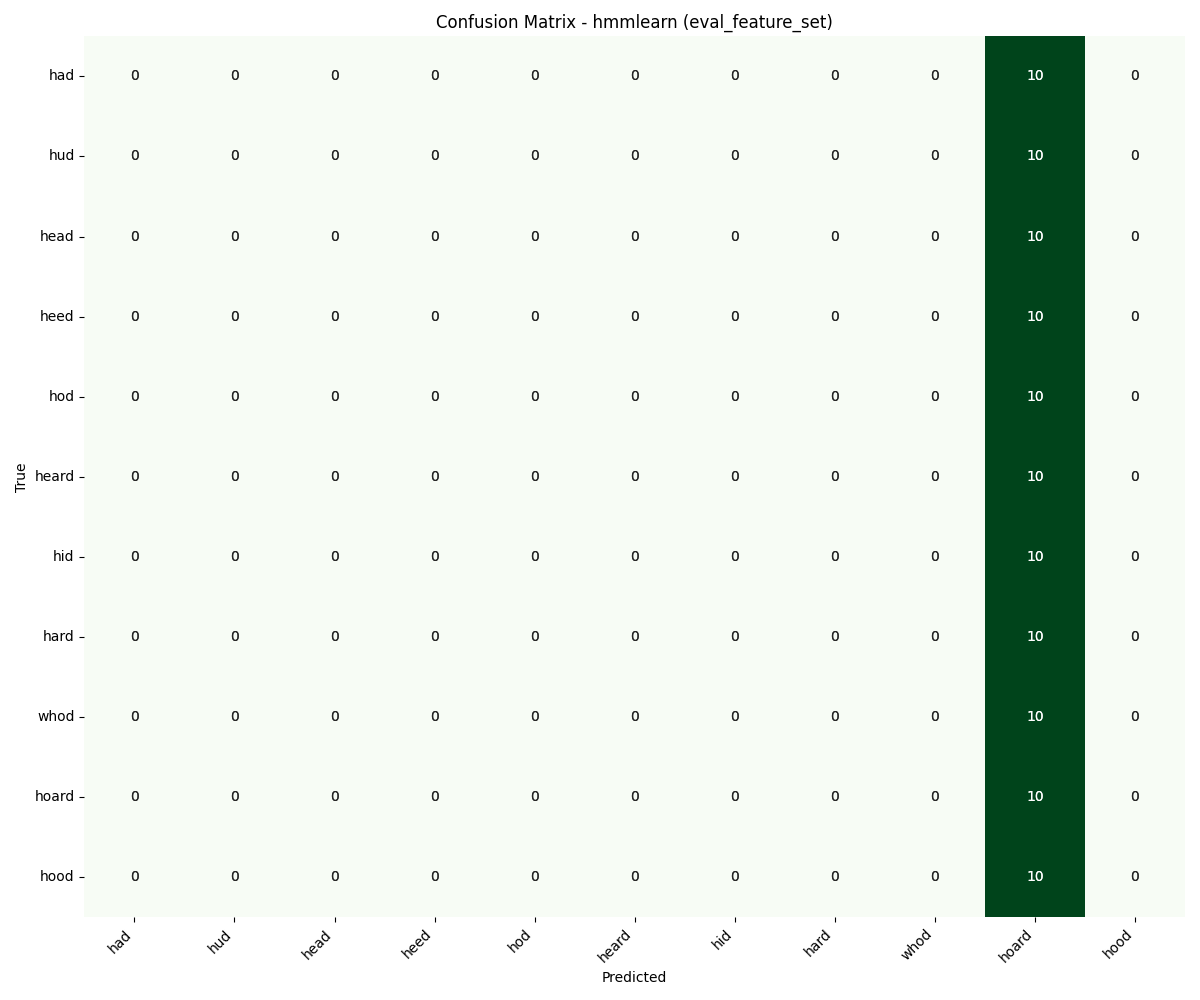 Confusion Matrix - hmmlearn (eval_feature_set)
had 0 0 0 0 0 0 0 0 0 10 0
hud 0 0 0 0 0 0 0 0 0 10 0
head 0 0 0 0 0 0 0 0 0 10 0
heed 0 0 0 0 0 0 0 0 0 10 0
hod 0 0 0 0 0 0 0 0 0 10 0
heard 0 0 0 0 0 0 0 0 0 10 0
hid 0 0 0 0 0 0 0 0 0 10 0
hard 0 0 0 0 0 0 0 0 0 10 0
whod 0 0 0 0 0 0 0 0 0 10 0
hoard 0 0 0 0 0 0 0 0 0 10 0
hood 0 0 0 0 0 0 0 0 0 10 0
True
had hud head heed hod heard hid hard whod hoard hood
Predicted